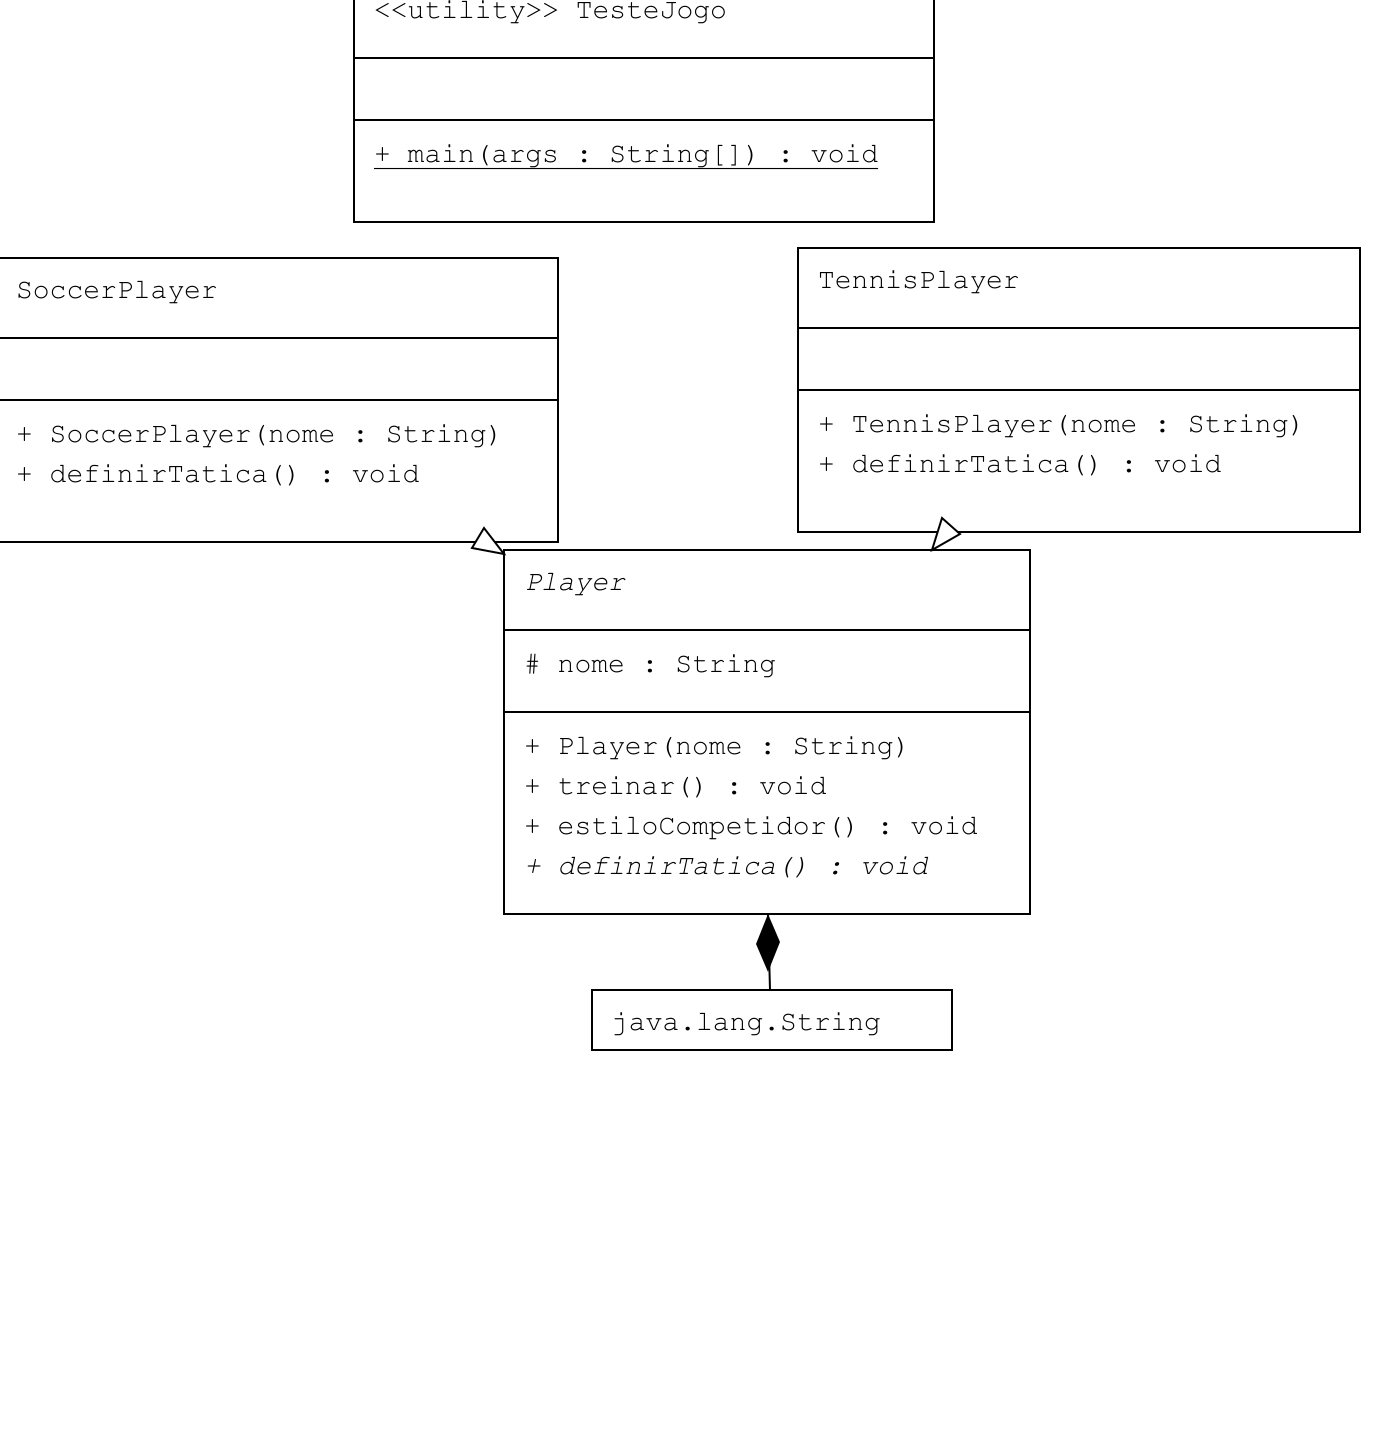 <<utility>> TesteJogo
+ main(args : String[]) : void
SoccerPlayer
+ SoccerPlayer(nome : String)
+ definirTatica() : void
TennisPlayer
+ TennisPlayer(nome : String)
+ definirTatica() : void
Player
# nome : String
+ Player(nome : String)
+ treinar() : void
+ estiloCompetidor() : void
+ definirTatica() : void
java.lang.String